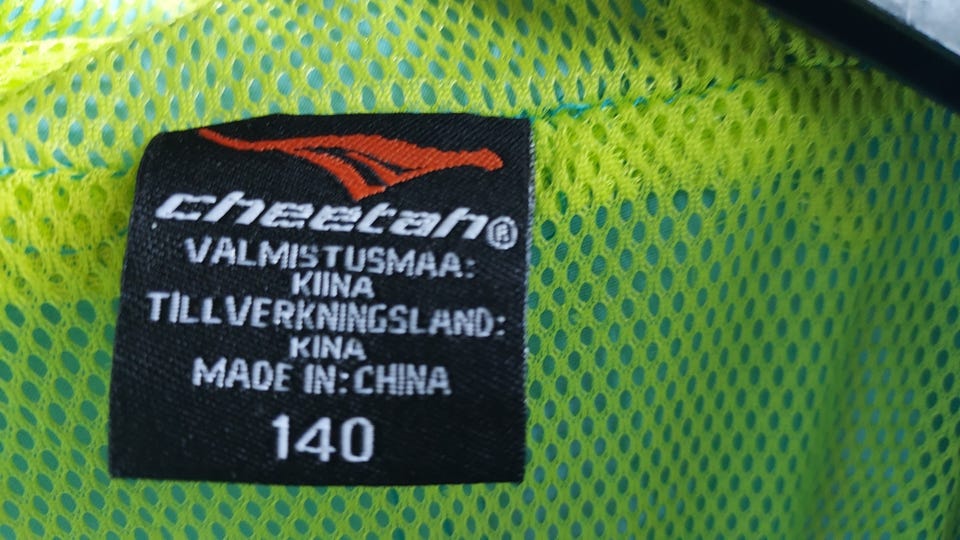 cheetah®
VALMISTUSMAA:
KIINA
TILLVERKNINGSLAND:
KINA
MADE IN: CHINA
140